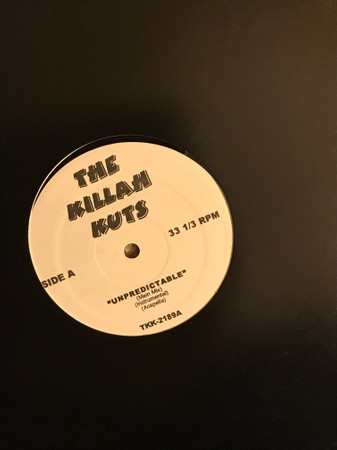 THE
KILLAH
KUTS
SIDE A
33 1/3 RPM
"UNPREDICTABLE"
(Main Mix)
(Instrumental)
(Acapella)
TKK-2189A